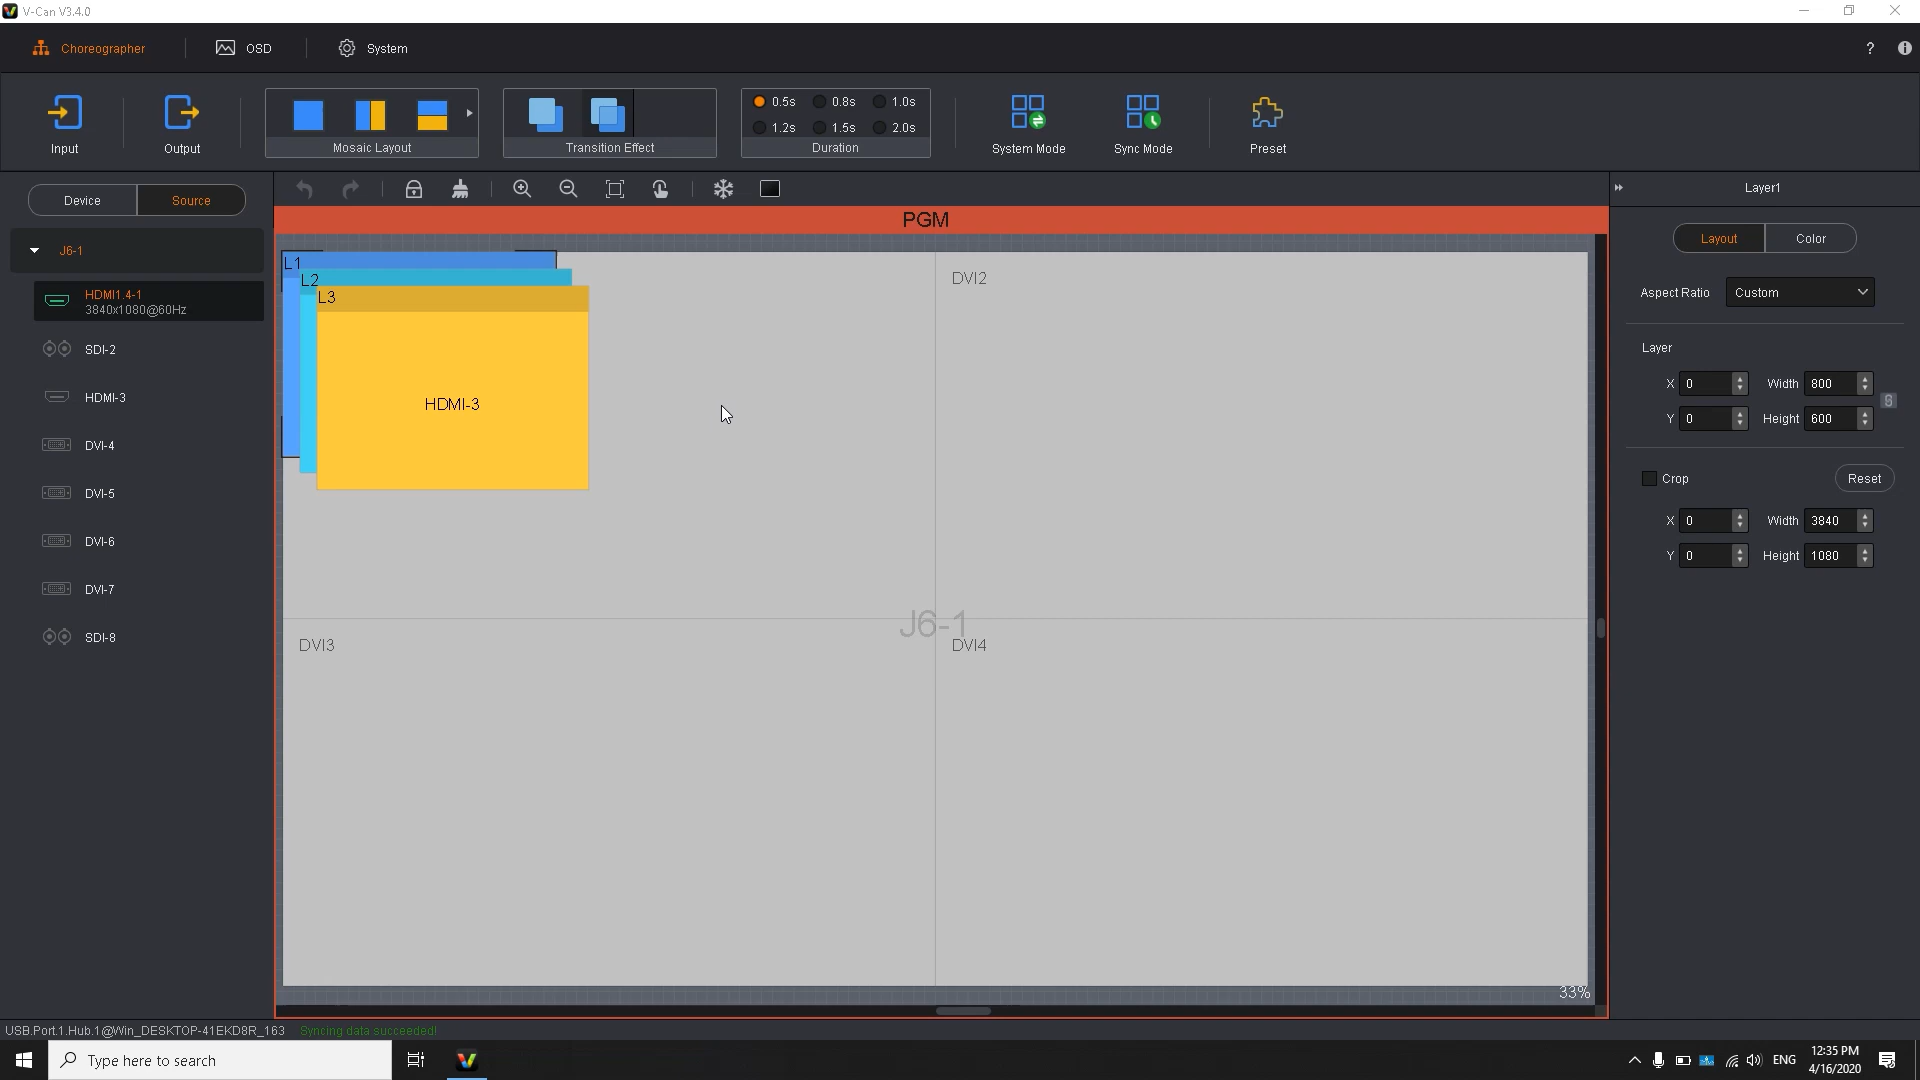 V-Can V3.4.0
Choreographer
OSD
System
?
Input
Output
Mosaic Layout
Transition Effect
0.5s
0.8s
1.0s
1.2s
1.5s
2.0s
Duration
System Mode
Sync Mode
Preset
Device
Source
J6-1
HDMI1.4-1
3840x1080@60Hz
SDI-2
HDMI-3
DVI-4
DVI-5
DVI-6
DVI-7
SDI-8
PGM
L1
L2
L3
HDMI-3
DVI2
J6-1
DVI3
DVI4
33%
Layer1
Layout
Color
Aspect Ratio
Custom
Layer
X 0 Width 800
Y 0 Height 600
Crop
Reset
X 0 Width 3840
Y 0 Height 1080
USB.Port.1.Hub.1@Win_DESKTOP-41EKD8R_163
Syncing data succeeded!
Type here to search
ENG
12:35 PM
4/16/2020